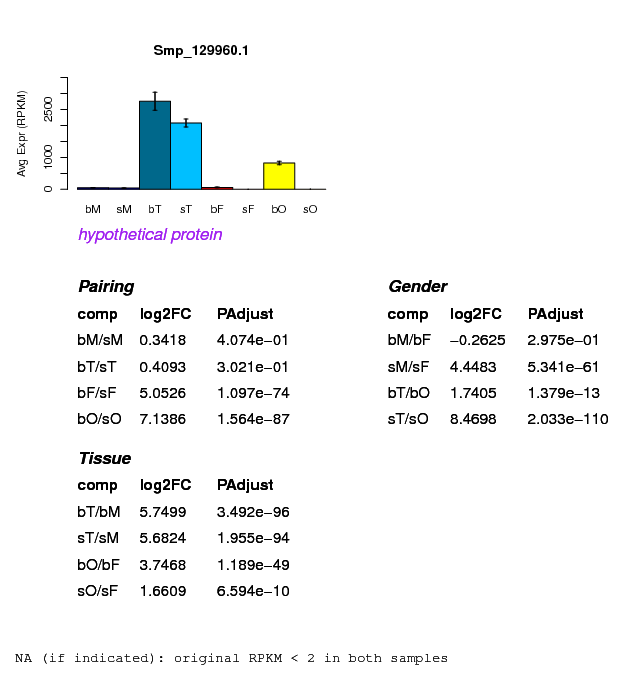 Smp_129960.1
Avg Expr (RPKM)
2500
1000
0
bM sM bT sT bF sF bO sO
hypothetical protein
Pairing
comp log2FC PAdjust
bM/sM 0.3418 4.074e−01
bT/sT 0.4093 3.021e−01
bF/sF 5.0526 1.097e−74
bO/sO 7.1386 1.564e−87
Gender
comp log2FC PAdjust
bM/bF −0.2625 2.975e−01
sM/sF 4.4483 5.341e−61
bT/bO 1.7405 1.379e−13
sT/sO 8.4698 2.033e−110
Tissue
comp log2FC PAdjust
bT/bM 5.7499 3.492e−96
sT/sM 5.6824 1.955e−94
bO/bF 3.7468 1.189e−49
sO/sF 1.6609 6.594e−10
NA (if indicated): original RPKM < 2 in both samples